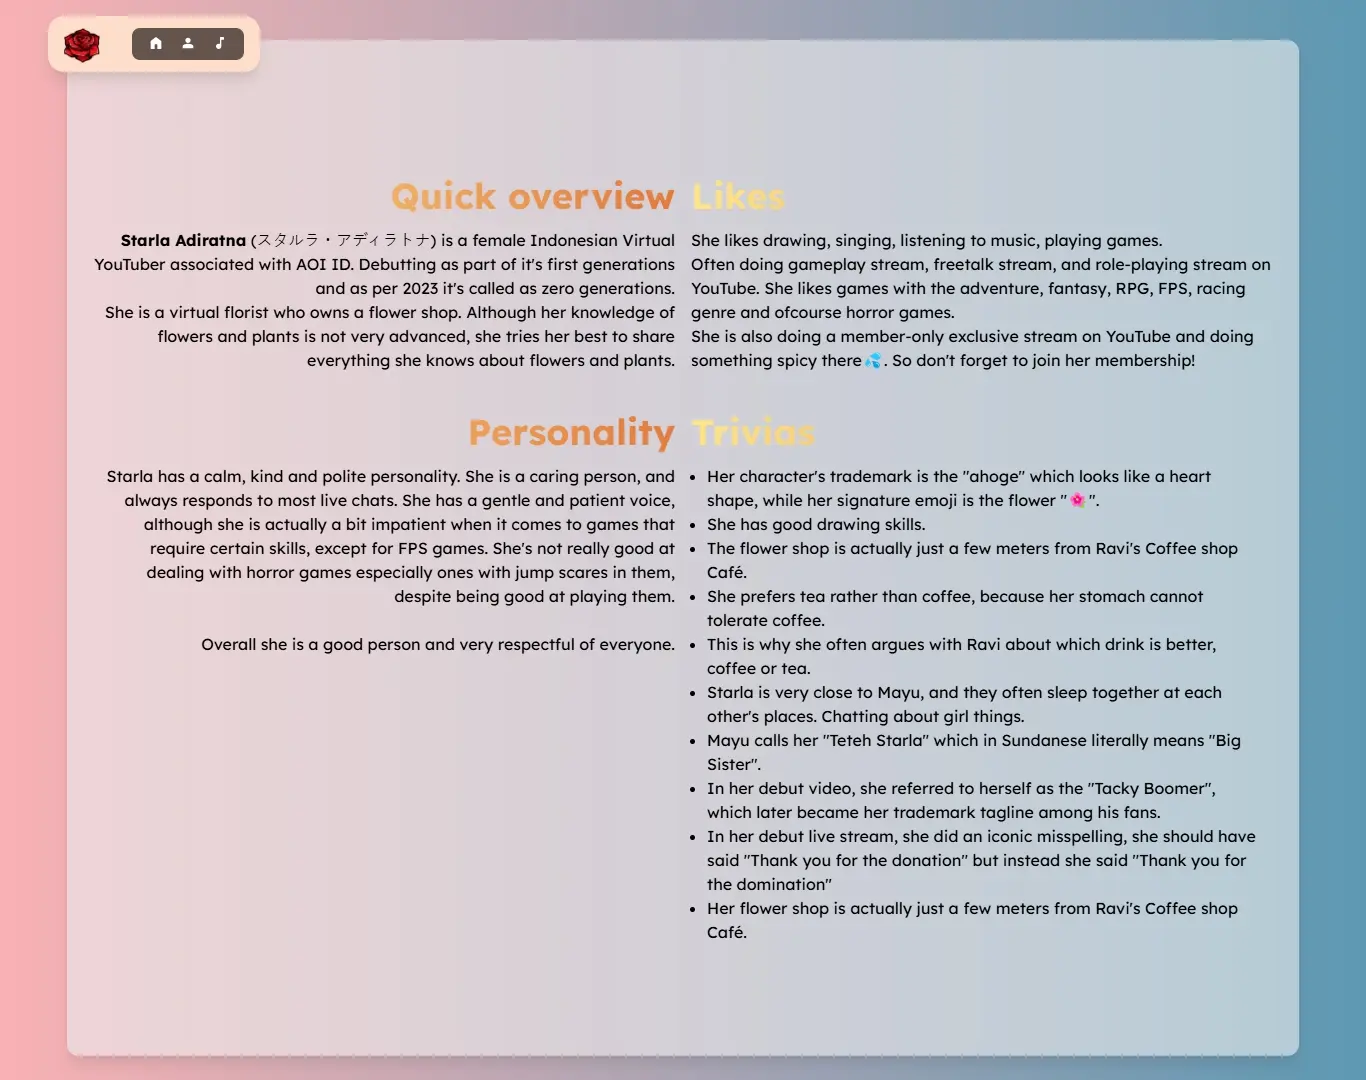 Quick overview
Starla Adiratna (スタルラ・アディラトナ) is a female Indonesian Virtual
YouTuber associated with AOI ID. Debutting as part of it's first generations
and as per 2023 it's called as zero generations.
She is a virtual florist who owns a flower shop. Although her knowledge of
flowers and plants is not very advanced, she tries her best to share
everything she knows about flowers and plants.
Likes
She likes drawing, singing, listening to music, playing games.
Often doing gameplay stream, freetalk stream, and role-playing stream on
YouTube. She likes games with the adventure, fantasy, RPG, FPS, racing
genre and ofcourse horror games.
She is also doing a member-only exclusive stream on YouTube and doing
something spicy there💦. So don't forget to join her membership!
Personality
Starla has a calm, kind and polite personality. She is a caring person, and
always responds to most live chats. She has a gentle and patient voice,
although she is actually a bit impatient when it comes to games that
require certain skills, except for FPS games. She's not really good at
dealing with horror games especially ones with jump scares in them,
despite being good at playing them.
Overall she is a good person and very respectful of everyone.
Trivias
• Her character's trademark is the "ahoge" which looks like a heart
shape, while her signature emoji is the flower "🌸".
• She has good drawing skills.
• The flower shop is actually just a few meters from Ravi's Coffee shop
Café.
• She prefers tea rather than coffee, because her stomach cannot
tolerate coffee.
• This is why she often argues with Ravi about which drink is better,
coffee or tea.
• Starla is very close to Mayu, and they often sleep together at each
other's places. Chatting about girl things.
• Mayu calls her "Teteh Starla" which in Sundanese literally means "Big
Sister".
• In her debut video, she referred to herself as the "Tacky Boomer",
which later became her trademark tagline among his fans.
• In her debut live stream, she did an iconic misspelling, she should have
said "Thank you for the donation" but instead she said "Thank you for
the domination"
• Her flower shop is actually just a few meters from Ravi's Coffee shop
Café.